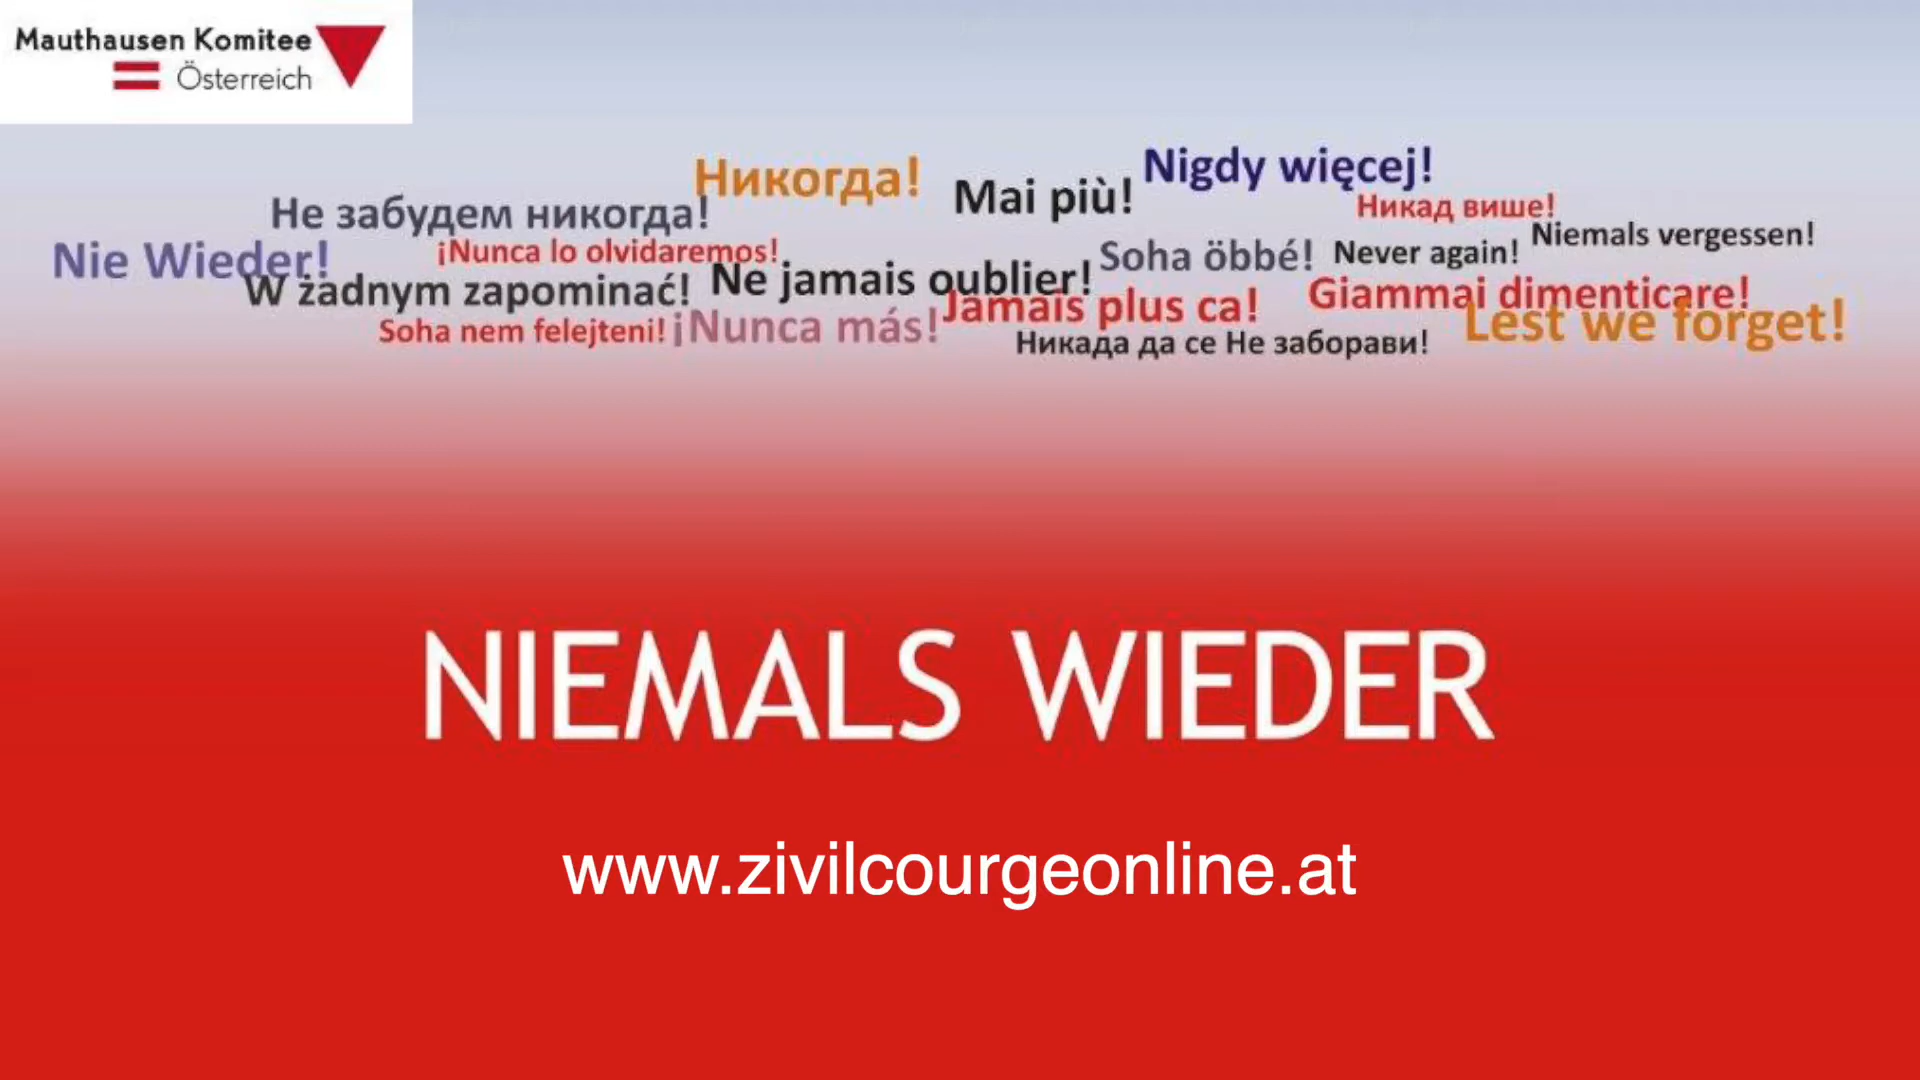 Mauthausen Komitee
Österreich
Никогда!
Mai più!
Nigdy więcej!
Не забудем никогда!
Никад више!
Nie Wieder!
¡Nunca lo olvidaremos!
Soha öbbé!
Never again!
Niemals vergessen!
W żadnym zapominać!
Ne jamais oublier!
Jamais plus ca!
Giammai dimenticare!
Soha nem felejteni!
¡Nunca más!
Никада да се Не заборави!
Lest we forget!
NIEMALS WIEDER
www.zivilcourgeonline.at